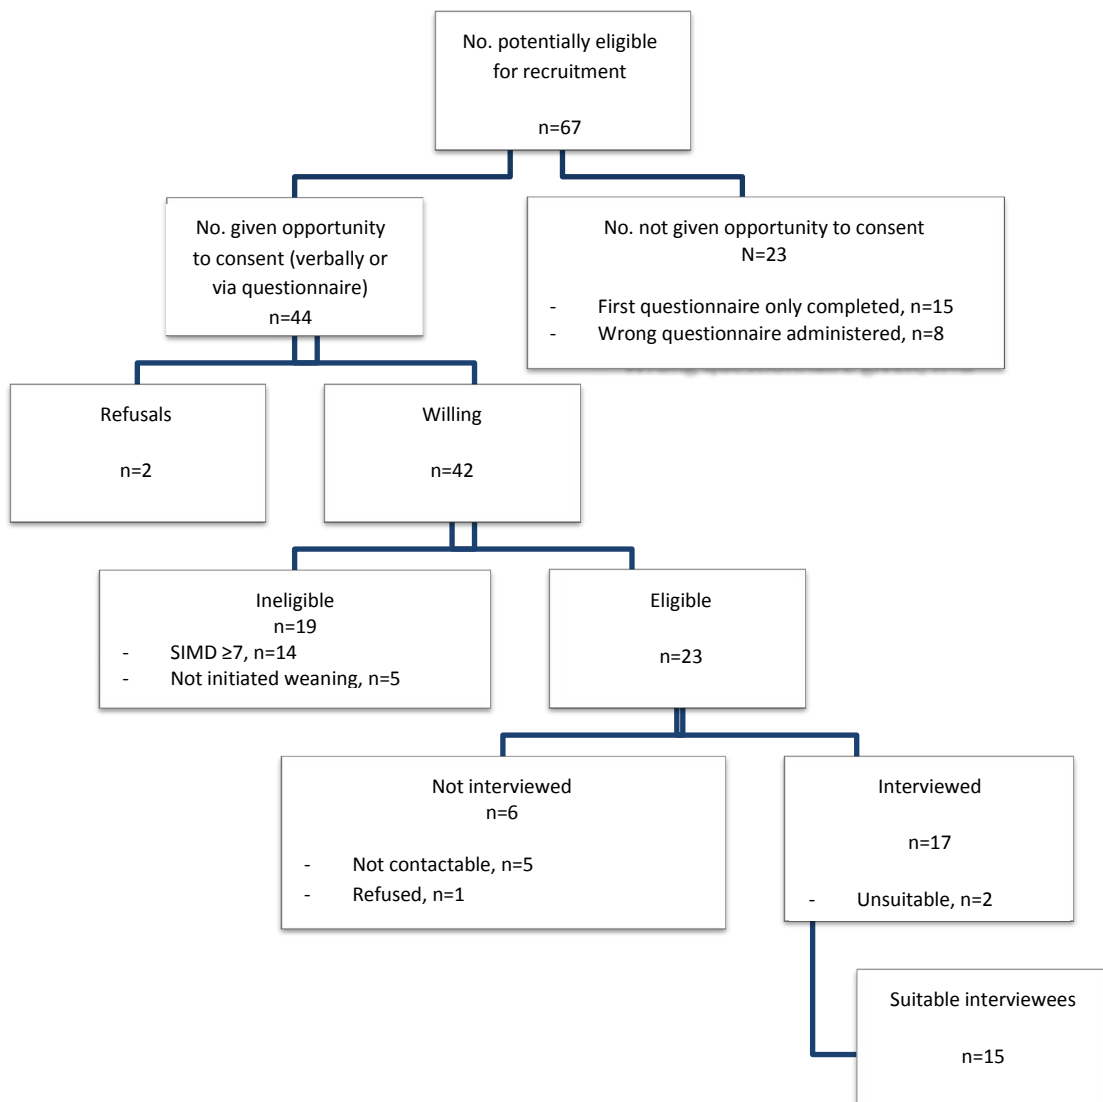 No. potentially eligible
for recruitment
n=67
No. given opportunity
to consent (verbally or
via questionnaire)
n=44
No. not given opportunity to consent
N=23
- First questionnaire only completed, n=15
- Wrong questionnaire administered, n=8
Refusals
n=2
Willing
n=42
Ineligible
n=19
- SIMD ≥7, n=14
- Not initiated weaning, n=5
Eligible
n=23
Not interviewed
n=6
- Not contactable, n=5
- Refused, n=1
Interviewed
n=17
- Unsuitable, n=2
Suitable interviewees
n=15